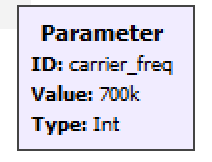 Parameter
ID: carrier_freq
Value: 700k
Type: Int